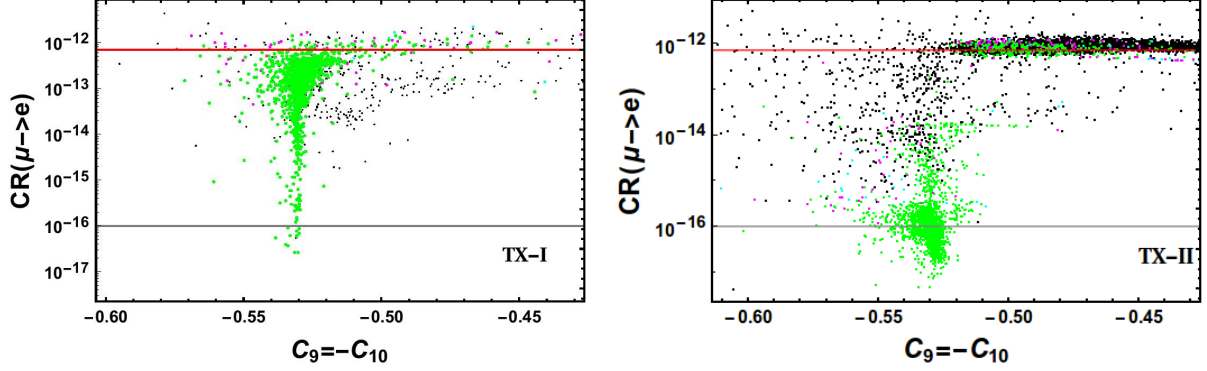 CR(μ−>e)
10⁻¹²
10⁻¹³
10⁻¹⁴
10⁻¹⁵
10⁻¹⁶
10⁻¹⁷
TX−I
−0.60 −0.55 −0.50 −0.45
C₉=−C₁₀
CR(μ−>e)
10⁻¹²
10⁻¹⁴
10⁻¹⁶
TX−II
−0.60 −0.55 −0.50 −0.45
C₉=−C₁₀